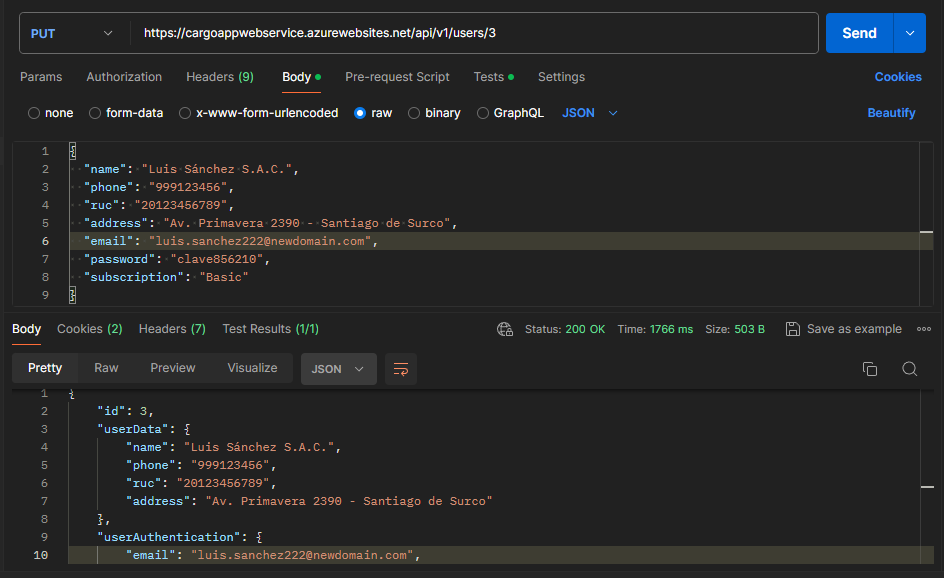 PUT https://cargoappwebservice.azurewebsites.net/api/v1/users/3 Send
Params Authorization Headers (9) Body Pre-request Script Tests Settings Cookies
none form-data x-www-form-urlencoded raw binary GraphQL JSON Beautify
1 {
2 "name": "Luis Sánchez S.A.C.",
3 "phone": "999123456",
4 "ruc": "20123456789",
5 "address": "Av. Primavera 2390 - Santiago de Surco",
6 "email": "luis.sanchez222@newdomain.com",
7 "password": "clave856210",
8 "subscription": "Basic"
9 }
Body Cookies (2) Headers (7) Test Results (1/1) Status: 200 OK Time: 1766 ms Size: 503 B Save as example
Pretty Raw Preview Visualize JSON
1 {
2 "id": 3,
3 "userData": {
4 "name": "Luis Sánchez S.A.C.",
5 "phone": "999123456",
6 "ruc": "20123456789",
7 "address": "Av. Primavera 2390 - Santiago de Surco"
8 },
9 "userAuthentication": {
10 "email": "luis.sanchez222@newdomain.com",